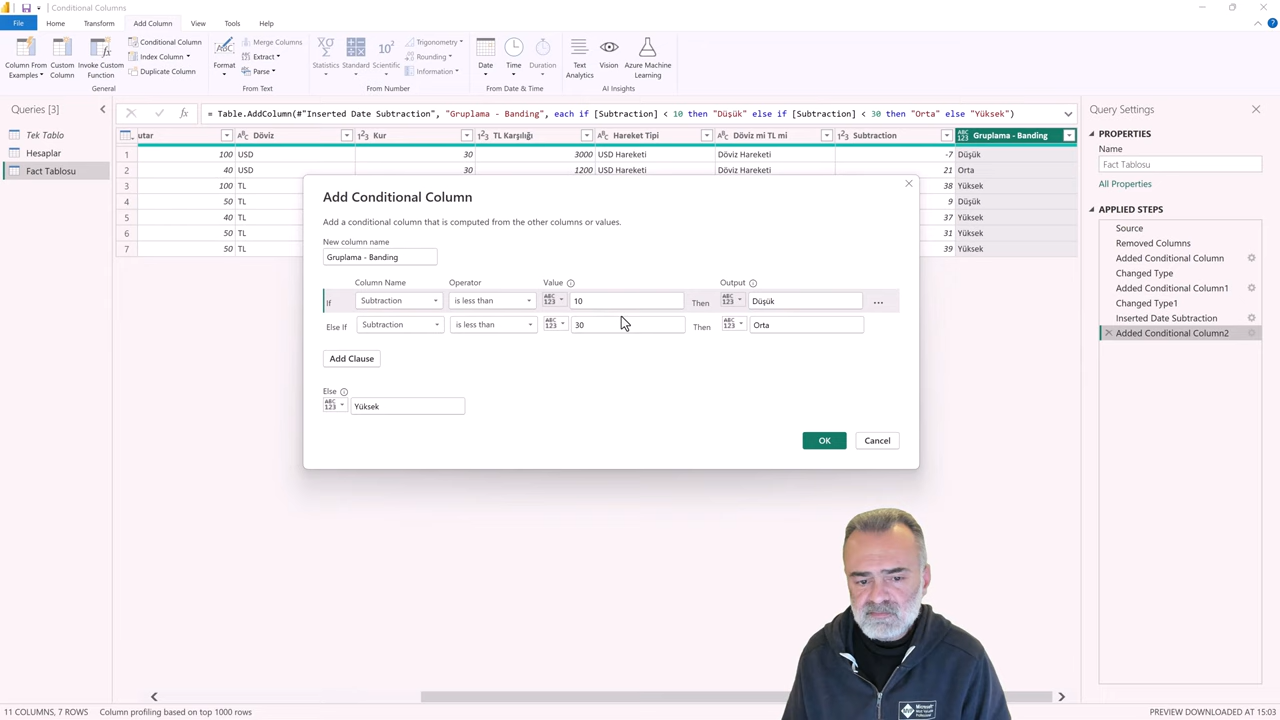 Conditional Columns
File Home Transform Add Column View Tools Help
Column From Examples
Custom Column
Invoke Custom Function
Conditional Column
Index Column
Duplicate Column
General
Format
Merge Columns
Extract
Parse
From Text
Statistics
Standard
Scientific
Trigonometry
Rounding
Information
From Number
Date
Time
Duration
From Date & Time
Text Analytics
Vision
Azure Machine Learning
AI Insights
Queries [3]
Tek Tablo
Hesaplar
Fact Tablosu
= Table.AddColumn(#"Inserted Date Subtraction", "Gruplama - Banding", each if [Subtraction] < 10 then "Düşük" else if [Subtraction] < 30 then "Orta" else "Yüksek")
utar Döviz Kur TL Karşılığı Hareket Tipi Döviz mi TL mi Subtraction Gruplama - Banding
1 100 USD 30 3000 USD Hareketi Döviz Hareketi -7 Düşük
2 40 USD 30 1200 USD Hareketi Döviz Hareketi 21 Orta
3 100 TL 38 Yüksek
4 50 TL 9 Düşük
5 40 TL 37 Yüksek
6 50 TL 31 Yüksek
7 50 TL 39 Yüksek
Add Conditional Column
Add a conditional column that is computed from the other columns or values.
New column name
Gruplama - Banding
Column Name Operator Value Output
If Subtraction is less than ABC 123 10 Then ABC 123 Düşük ...
Else If Subtraction is less than ABC 123 30 Then ABC 123 Orta
Add Clause
Else
ABC 123 Yüksek
OK Cancel
Query Settings
PROPERTIES
Name
Fact Tablosu
All Properties
APPLIED STEPS
Source
Removed Columns
Added Conditional Column
Changed Type
Added Conditional Column1
Changed Type1
Inserted Date Subtraction
Added Conditional Column2
11 COLUMNS, 7 ROWS Column profiling based on top 1000 rows
PREVIEW DOWNLOADED AT 15:03